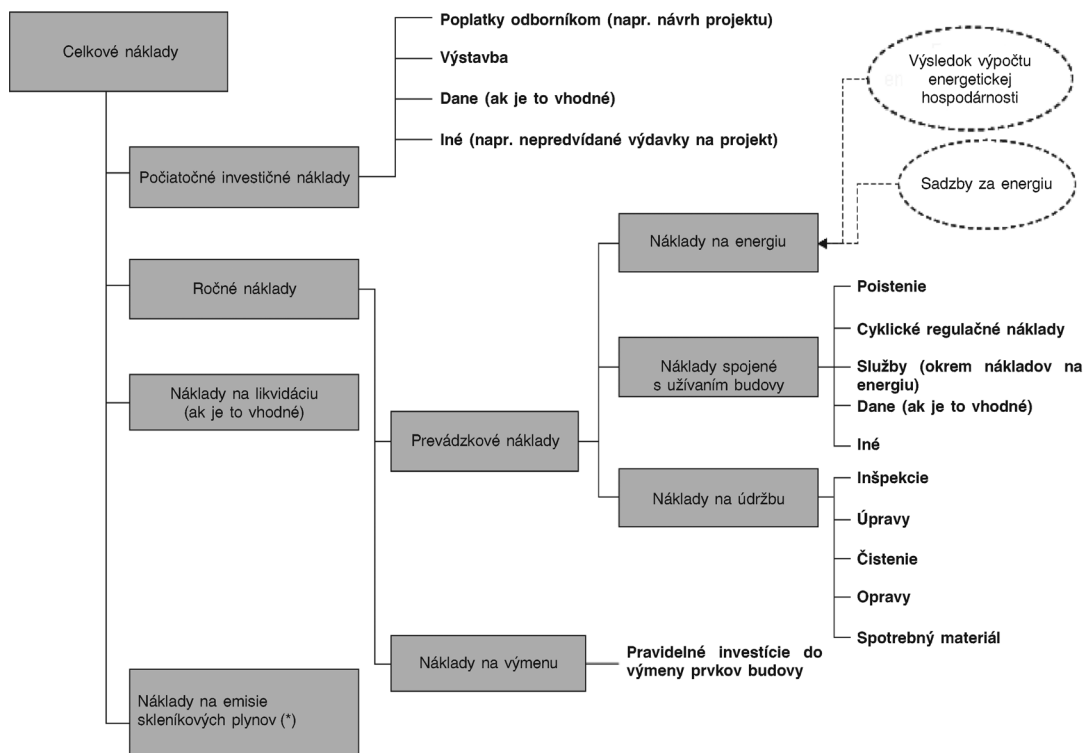 Celkové náklady
Poplatky odborníkom (napr. návrh projektu)
Výstavba
Dane (ak je to vhodné)
Iné (napr. nepredvídané výdavky na projekt)
Počiatočné investičné náklady
Výsledok výpočtu
energetickej
hospodárnosti
Sadzby za energiu
Náklady na energiu
Ročné náklady
Poistenie
Cyklické regulačné náklady
Náklady spojené
s užívaním budovy
Služby (okrem nákladov na
energiu)
Dane (ak je to vhodné)
Iné
Náklady na likvidáciu
(ak je to vhodné)
Prevádzkové náklady
Náklady na údržbu
Inšpekcie
Úpravy
Čistenie
Opravy
Spotrebný materiál
Náklady na výmenu
Pravidelné investície do
výmeny prvkov budovy
Náklady na emisie
skleníkových plynov (*)